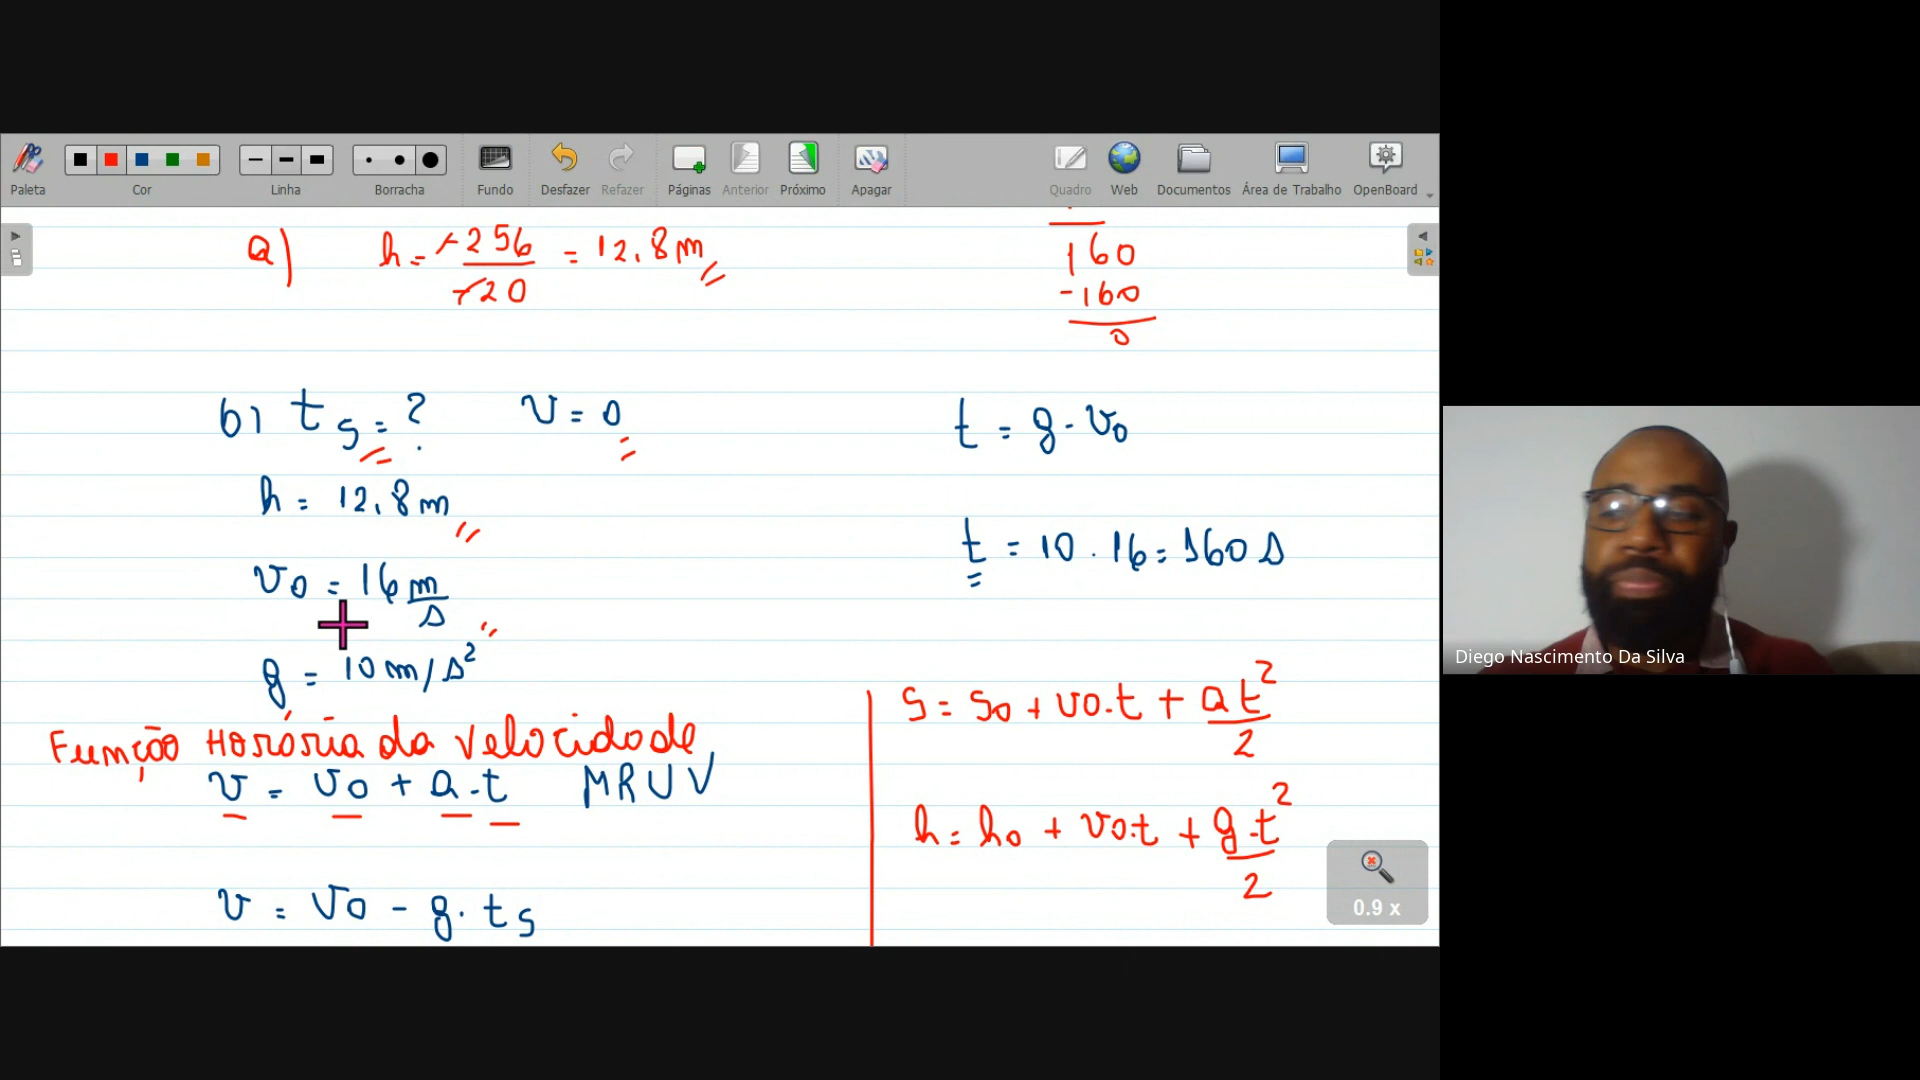 Paleta
Cor
Linha
Borracha
Fundo
Desfazer
Refazer
Páginas
Anterior
Próximo
Apagar
Quadro
Web
Documentos
Área de Trabalho
OpenBoard
a) h = -256 / -20 = 12,8 m
160
-160
0
b) ts = ? v = 0
h = 12,8 m
v0 = 16 m/s
g = 10 m/s²
Função Horária da velocidade
v = v0 + a.t MRUV
v = v0 - g. ts
t = g. v0
t = 10 . 16 = 160 s
S = S0 + v0.t + at²/2
h = h0 + v0.t + g.t²/2
0.9 x
Diego Nascimento Da Silva